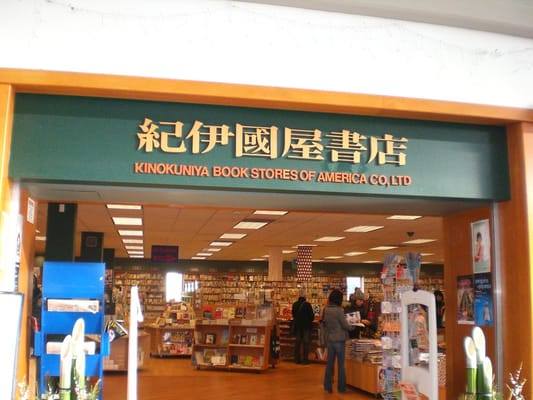 紀伊國屋書店
KINOKUNIYA BOOK STORES OF AMERICA CO., LTD